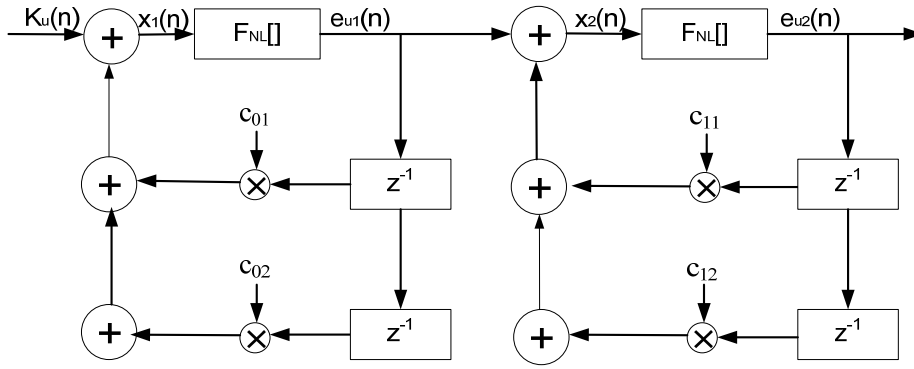 Ku(n) x1(n) FNL[] eu1(n) x2(n) FNL[] eu2(n)
+ +
c01 c11
+ × z-1 + × z-1
c02 c12
+ × z-1 + × z-1